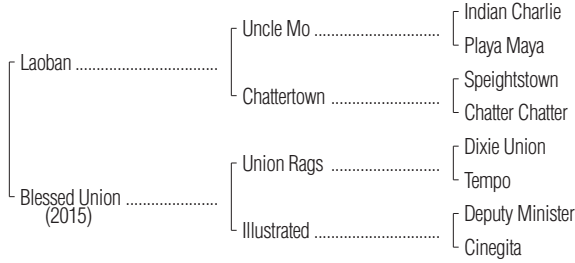 Indian Charlie
Uncle Mo ................................
Playa Maya
Laoban ....................................
Speightstown
Chattertown ............................
Chatter Chatter
Dixie Union
Union Rags ............................
Tempo
Blessed Union .......................
(2015)
Deputy Minister
Illustrated ................................
Cinegita